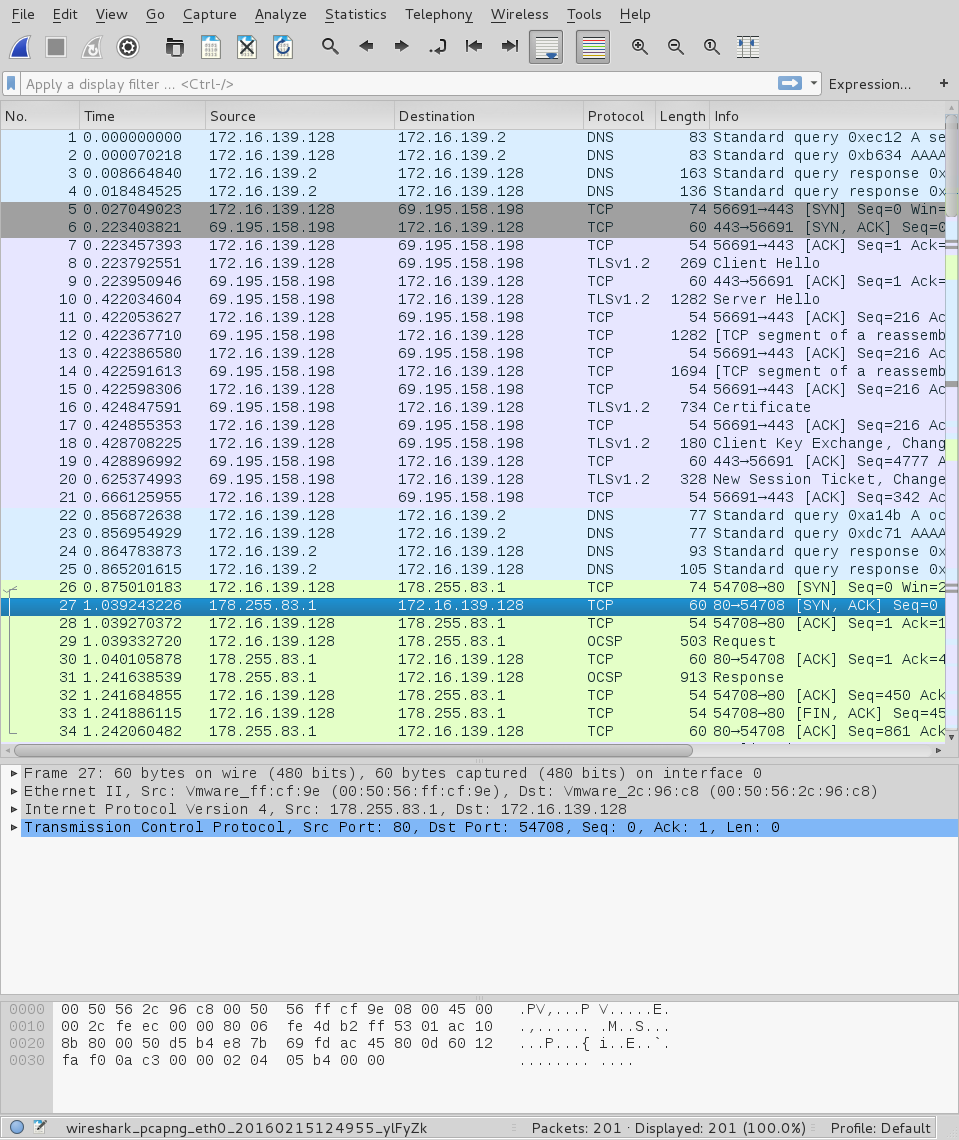 File Edit View Go Capture Analyze Statistics Telephony Wireless Tools Help
Apply a display filter ... <Ctrl-/> Expression... +
No. Time Source Destination Protocol Length Info
1 0.000000000 172.16.139.128 172.16.139.2 DNS 83 Standard query 0xec12 A se
2 0.000070218 172.16.139.128 172.16.139.2 DNS 83 Standard query 0xb634 AAAA
3 0.008664840 172.16.139.2 172.16.139.128 DNS 163 Standard query response 0x
4 0.018484525 172.16.139.2 172.16.139.128 DNS 136 Standard query response 0x
5 0.027049023 172.16.139.128 69.195.158.198 TCP 74 56691→443 [SYN] Seq=0 Win=
6 0.223403821 69.195.158.198 172.16.139.128 TCP 60 443→56691 [SYN, ACK] Seq=0
7 0.223457393 172.16.139.128 69.195.158.198 TCP 54 56691→443 [ACK] Seq=1 Ack=
8 0.223792551 172.16.139.128 69.195.158.198 TLSv1.2 269 Client Hello
9 0.223950946 69.195.158.198 172.16.139.128 TCP 60 443→56691 [ACK] Seq=1 Ack=
10 0.422034604 69.195.158.198 172.16.139.128 TLSv1.2 1282 Server Hello
11 0.422053627 172.16.139.128 69.195.158.198 TCP 54 56691→443 [ACK] Seq=216 Ac
12 0.422367710 69.195.158.198 172.16.139.128 TCP 1282 [TCP segment of a reassemb
13 0.422386580 172.16.139.128 69.195.158.198 TCP 54 56691→443 [ACK] Seq=216 Ac
14 0.422591613 69.195.158.198 172.16.139.128 TCP 1694 [TCP segment of a reassemb
15 0.422598306 172.16.139.128 69.195.158.198 TCP 54 56691→443 [ACK] Seq=216 Ac
16 0.424847591 69.195.158.198 172.16.139.128 TLSv1.2 734 Certificate
17 0.424855353 172.16.139.128 69.195.158.198 TCP 54 56691→443 [ACK] Seq=216 Ac
18 0.428708225 172.16.139.128 69.195.158.198 TLSv1.2 180 Client Key Exchange, Chang
19 0.428896992 69.195.158.198 172.16.139.128 TCP 60 443→56691 [ACK] Seq=4777 A
20 0.625374993 69.195.158.198 172.16.139.128 TLSv1.2 328 New Session Ticket, Change
21 0.666125955 172.16.139.128 69.195.158.198 TCP 54 56691→443 [ACK] Seq=342 Ac
22 0.856872638 172.16.139.128 172.16.139.2 DNS 77 Standard query 0xa14b A oc
23 0.856954929 172.16.139.128 172.16.139.2 DNS 77 Standard query 0xdc71 AAAA
24 0.864783873 172.16.139.2 172.16.139.128 DNS 93 Standard query response 0x
25 0.865201615 172.16.139.2 172.16.139.128 DNS 105 Standard query response 0x
26 0.875010183 172.16.139.128 178.255.83.1 TCP 74 54708→80 [SYN] Seq=0 Win=2
27 1.039243226 178.255.83.1 172.16.139.128 TCP 60 80→54708 [SYN, ACK] Seq=0
28 1.039270372 172.16.139.128 178.255.83.1 TCP 54 54708→80 [ACK] Seq=1 Ack=1
29 1.039332720 172.16.139.128 178.255.83.1 OCSP 503 Request
30 1.040105878 178.255.83.1 172.16.139.128 TCP 60 80→54708 [ACK] Seq=1 Ack=4
31 1.241638539 178.255.83.1 172.16.139.128 OCSP 913 Response
32 1.241684855 172.16.139.128 178.255.83.1 TCP 54 54708→80 [ACK] Seq=450 Ack
33 1.241886115 172.16.139.128 178.255.83.1 TCP 54 54708→80 [FIN, ACK] Seq=45
34 1.242060482 178.255.83.1 172.16.139.128 TCP 60 80→54708 [ACK] Seq=861 Ack
Frame 27: 60 bytes on wire (480 bits), 60 bytes captured (480 bits) on interface 0
Ethernet II, Src: Vmware_ff:cf:9e (00:50:56:ff:cf:9e), Dst: Vmware_2c:96:c8 (00:50:56:2c:96:c8)
Internet Protocol Version 4, Src: 178.255.83.1, Dst: 172.16.139.128
Transmission Control Protocol, Src Port: 80, Dst Port: 54708, Seq: 0, Ack: 1, Len: 0
0000 00 50 56 2c 96 c8 00 50 56 ff cf 9e 08 00 45 00 .PV,...P V.....E.
0010 00 2c fe ec 00 00 80 06 fe 4d b2 ff 53 01 ac 10 .,...... .M..S...
0020 8b 80 00 50 d5 b4 e8 7b 69 fd ac 45 80 0d 60 12 ...P...{ i..E..`.
0030 fa f0 0a c3 00 00 02 04 05 b4 00 00 ........ ....
wireshark_pcapng_eth0_20160215124955_ylFyZk Packets: 201 · Displayed: 201 (100.0%) Profile: Default